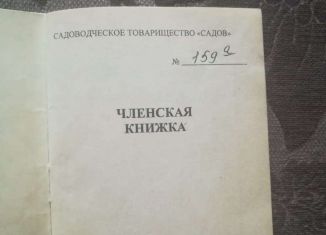 САДОВОДЧЕСКОЕ ТОВАРИЩЕСТВО «САДОВ»
№ 159
ЧЛЕНСКАЯ
КНИЖКА